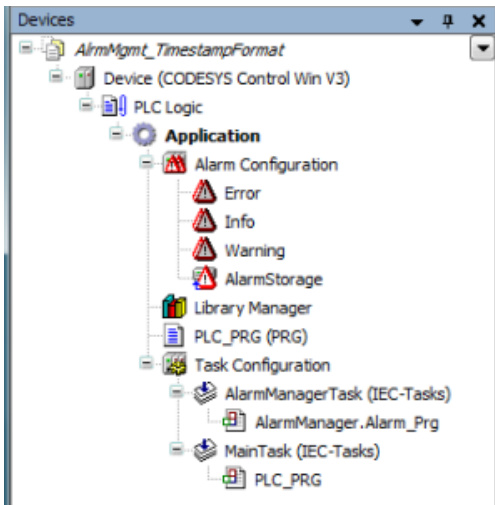 Devices
AlrmMgmt_TimestampFormat
Device (CODESYS Control Win V3)
PLC Logic
Application
Alarm Configuration
Error
Info
Warning
AlarmStorage
Library Manager
PLC_PRG (PRG)
Task Configuration
AlarmManagerTask (IEC-Tasks)
AlarmManager.Alarm_Prg
MainTask (IEC-Tasks)
PLC_PRG